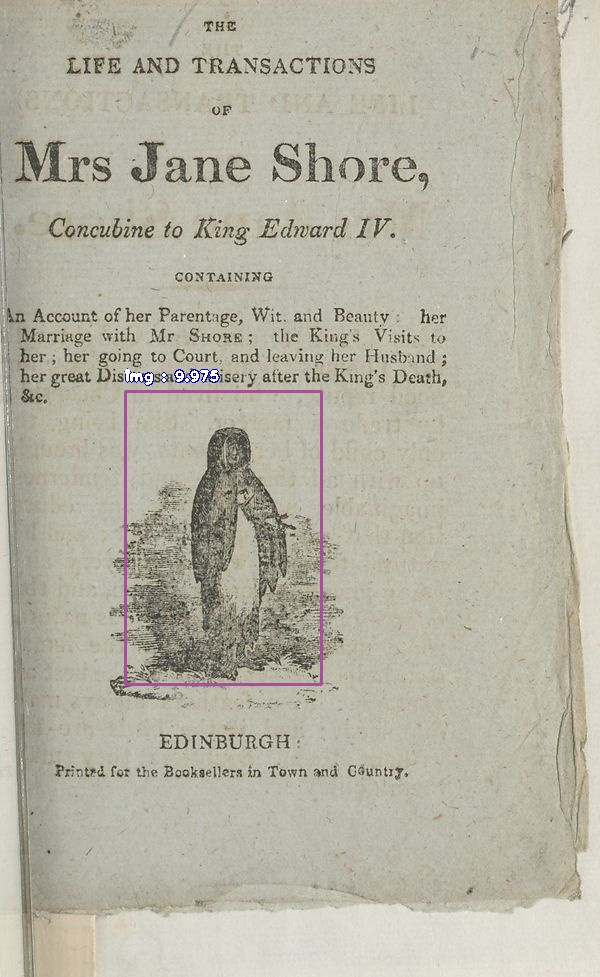 THE
LIFE AND TRANSACTIONS
OF
Mrs Jane Shore,
Concubine to King Edward IV.
CONTAINING
An Account of her Parentage, Wit, and Beauty: her
Marriage with Mr SHORE; the King's Visits to
her; her going to Court, and leaving her Husband;
her great after the King's Death,
Img : 9.975
&c.
EDINBURGH:
Printed for the Booksellers in Town and Country.